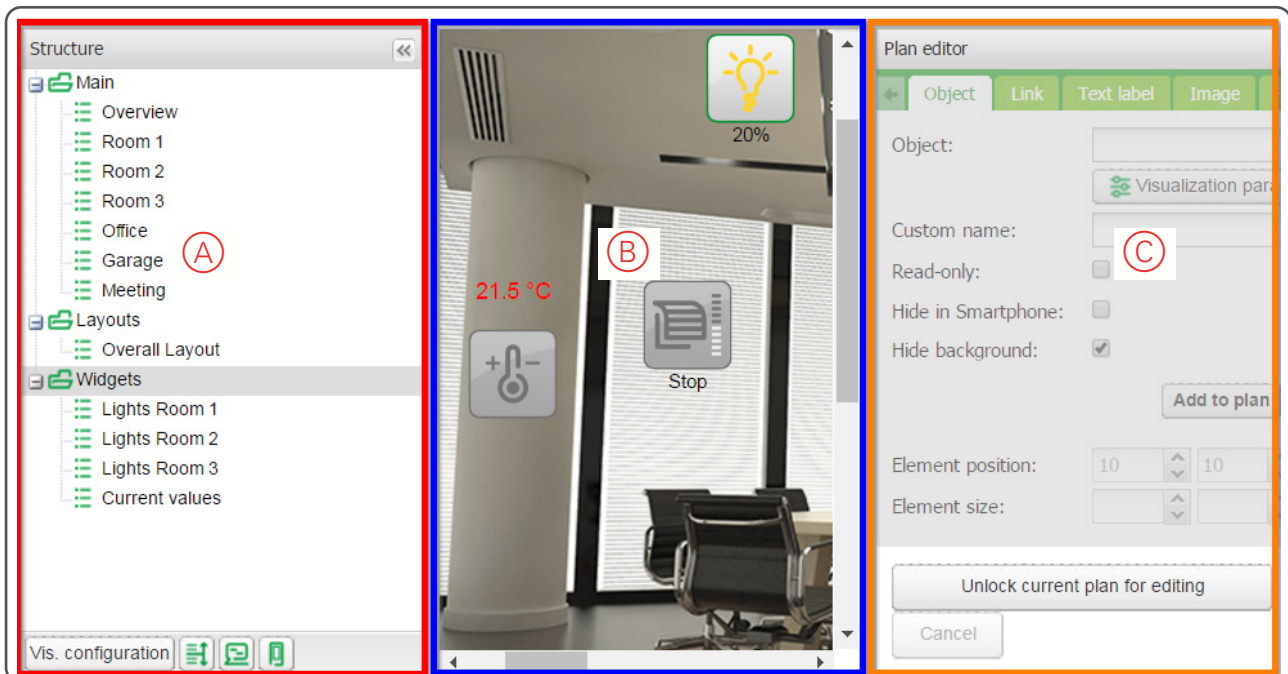 Structure
Main
Overview
Room 1
Room 2
Room 3
Office
Garage
Meeting
Layouts
Overall Layout
Widgets
Lights Room 1
Lights Room 2
Lights Room 3
Current values
Vis. configuration
A
20%
21.5 °C
B
Stop
Plan editor
Object Link Text label Image
Object:
Visualization para
Custom name:
C
Read-only:
Hide in Smartphone:
Hide background:
Add to plan
Element position: 10 10
Element size:
Unlock current plan for editing
Cancel